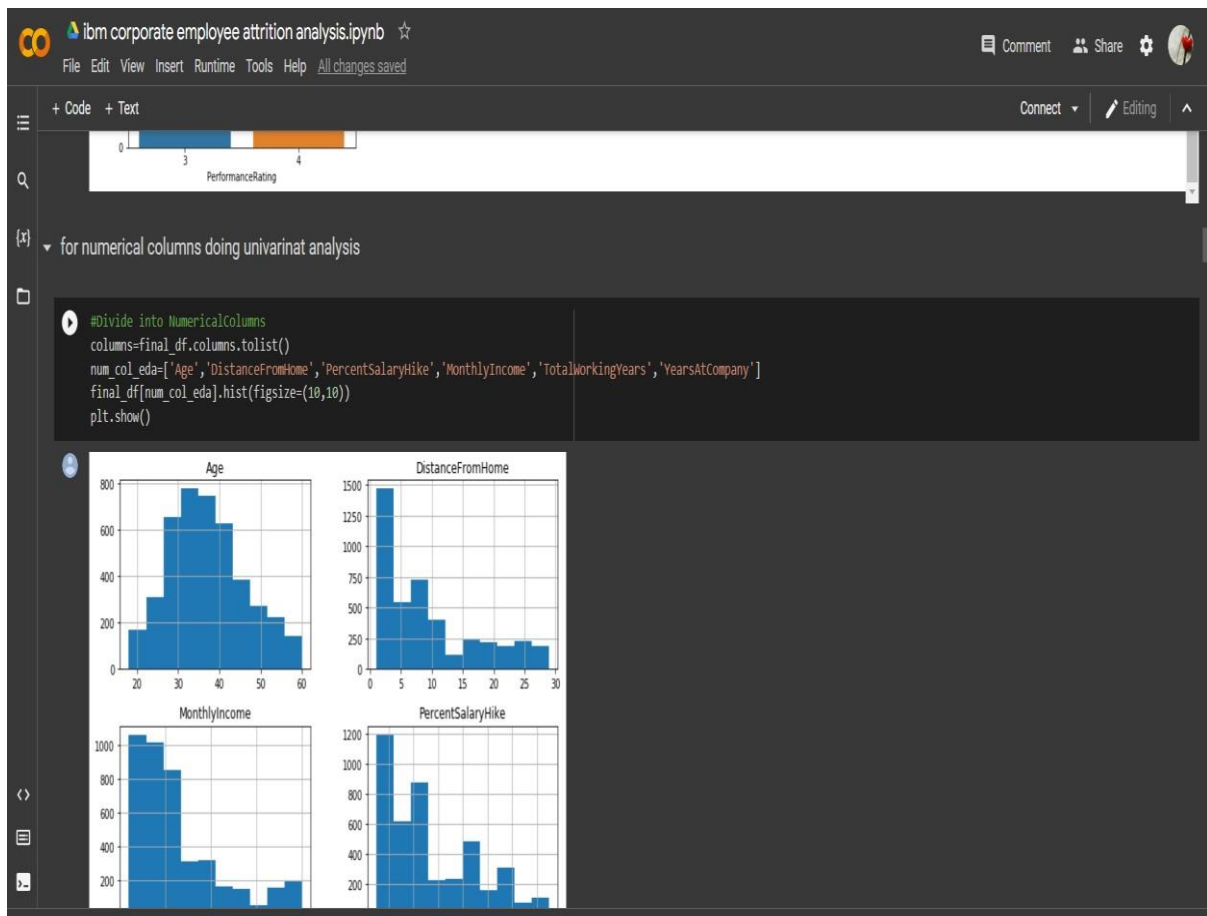 ibm corporate employee attrition analysis.ipynb
Comment Share
File Edit View Insert Runtime Tools Help All changes saved
+ Code + Text
Connect Editing
0
3 4
PerformanceRating
{x}
for numerical columns doing univarinat analysis
#Divide into NumericalColumns
columns=final_df.columns.tolist()
num_col_eda=['Age','DistanceFromHome','PercentSalaryHike','MonthlyIncome','TotalWorkingYears','YearsAtCompany']
final_df[num_col_eda].hist(figsize=(10,10))
plt.show()
Age
800
600
400
200
0
20 30 40 50 60
DistanceFromHome
1500
1250
1000
750
500
250
0
0 5 10 15 20 25 30
MonthlyIncome
1000
800
600
400
200
PercentSalaryHike
1200
1000
800
600
400
200